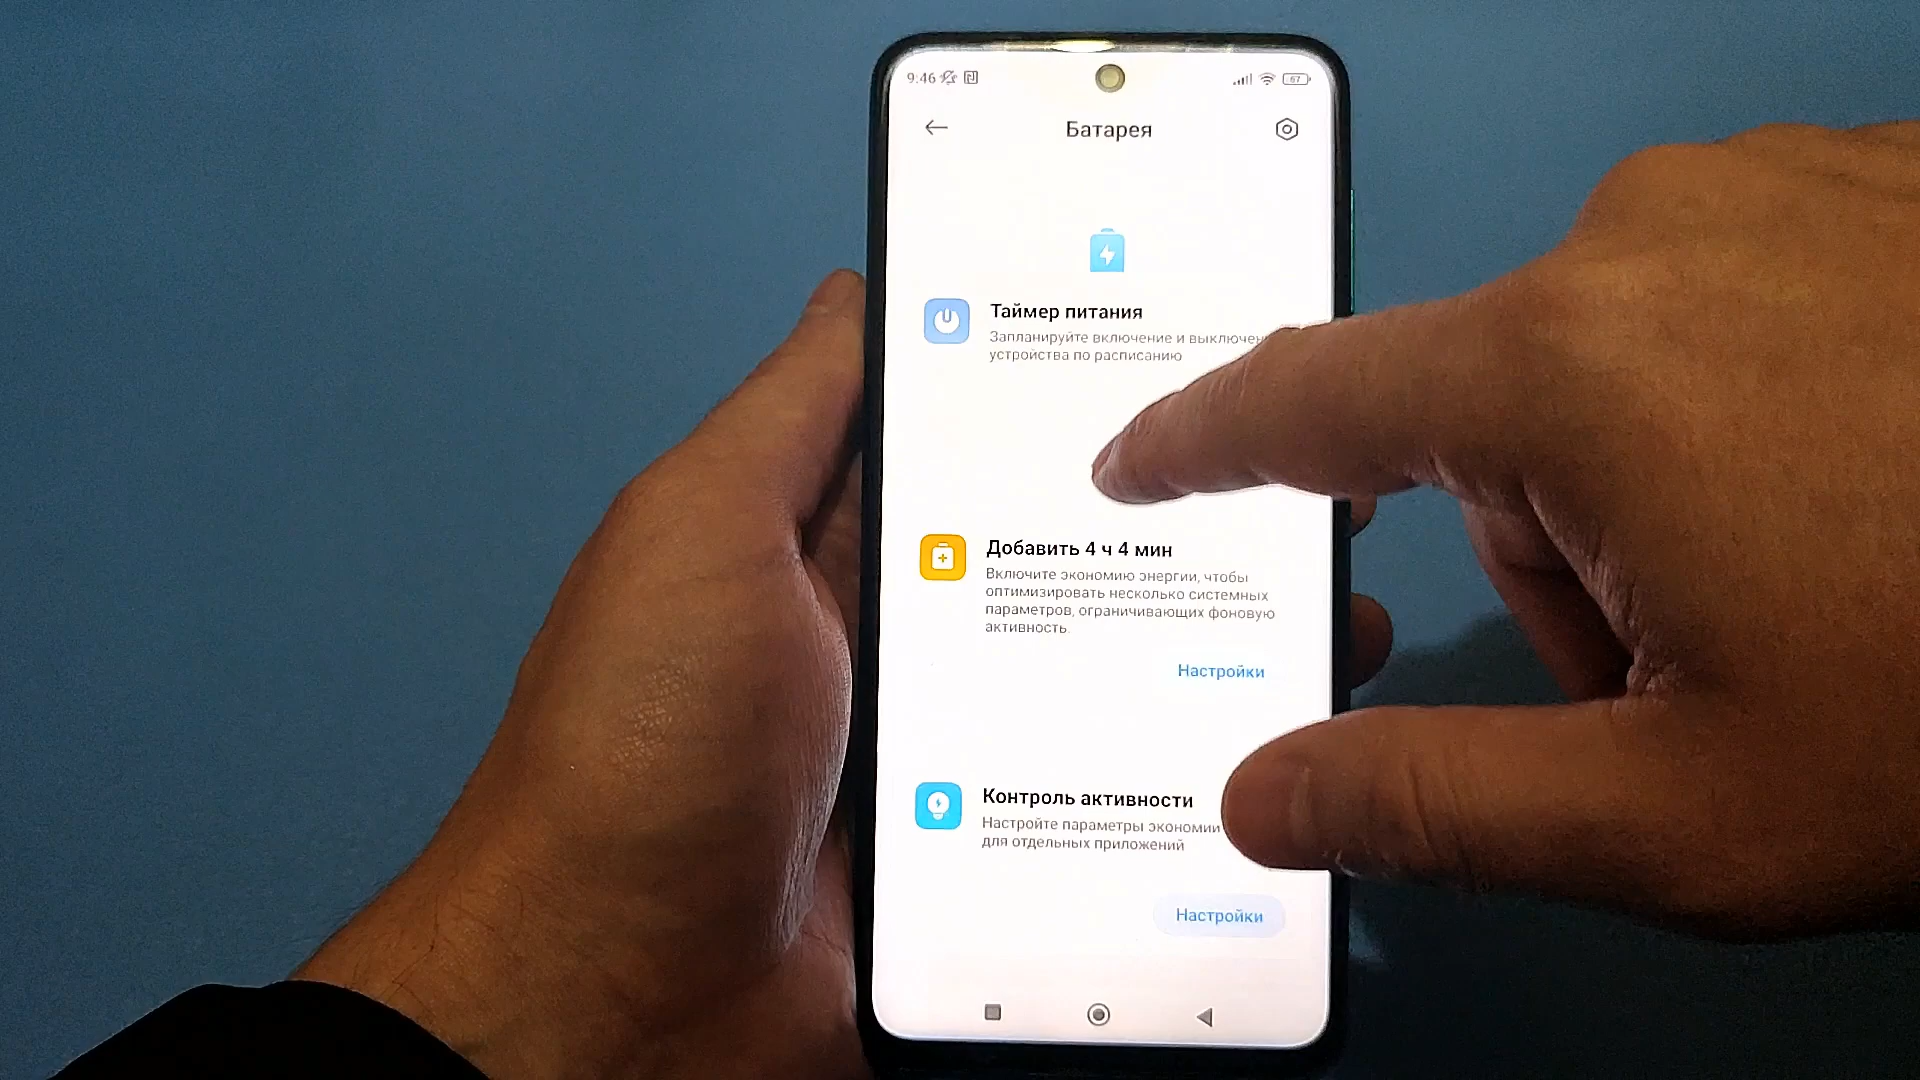 9:46
67
Батарея
Таймер питания
Запланируйте включение и
устройства по расписанию
Добавить 4 ч 4 мин
Включите экономию энергии, чтобы
оптимизировать несколько системных
параметров, ограничивающих фоновую
активность.
Настройки
Контроль активности
Настройте параметры экономии
для отдельных приложений
Настройки